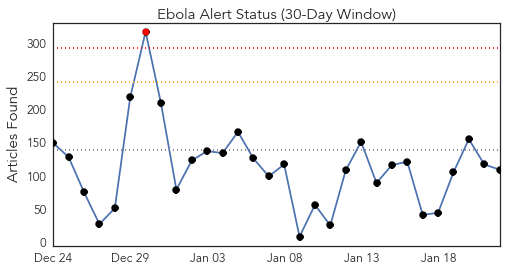 Ebola Alert Status (30-Day Window)
Articles Found
300
250
200
150
100
50
0
Dec 24
Dec 29
Jan 03
Jan 08
Jan 13
Jan 18